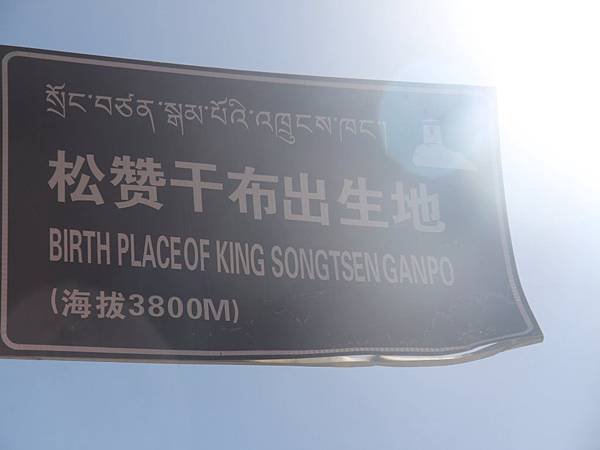 སྲོང་བཙན་སྒམ་པོའི་འཁྲུངས་ཁང་།
松赞干布出生地
BIRTH PLACE OF KING SONGTSEN GANPO
(海拔3800M)